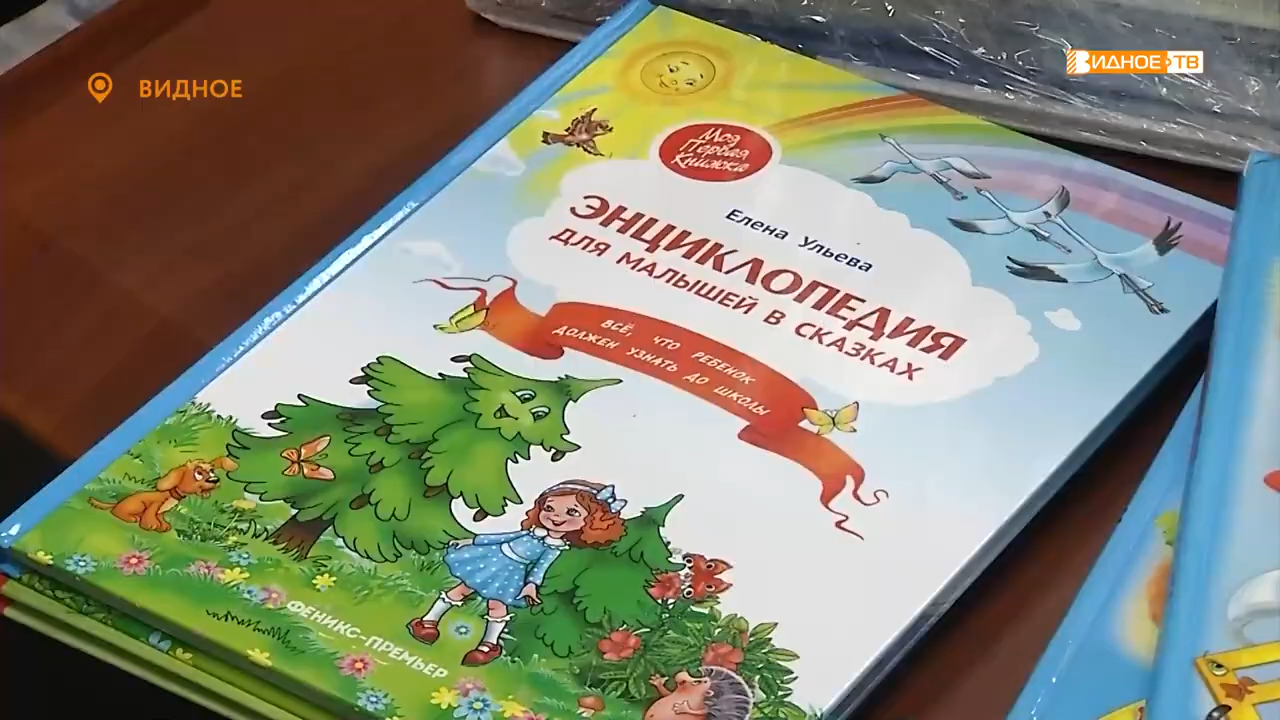 ВИДНОЕ
ВИДНОЕ ТВ
Моя
Первая
Книжка
Елена Ульева
ЭНЦИКЛОПЕДИЯ
ДЛЯ МАЛЫШЕЙ В СКАЗКАХ
ВСЁ, ЧТО РЕБЕНОК
ДОЛЖЕН УЗНАТЬ ДО ШКОЛЫ
ФЕНИКС-ПРЕМЬЕР